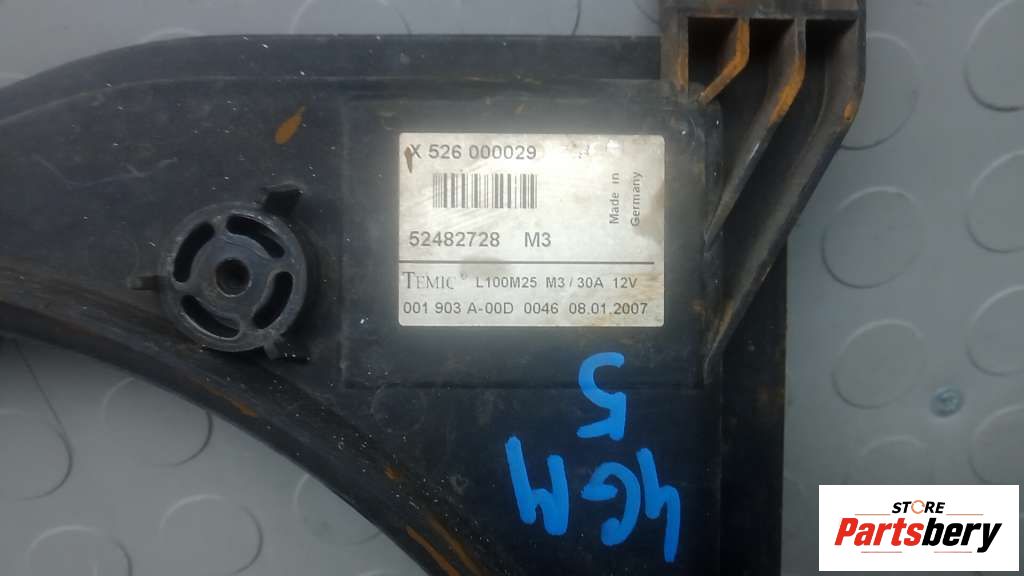 X 526 000029
Made in
Germany
52482728 M3
TEMIC® L100M25 M3 / 30A 12V
001 903 A-00D 0046 08.01.2007
5
4GM
STORE
Partsbery